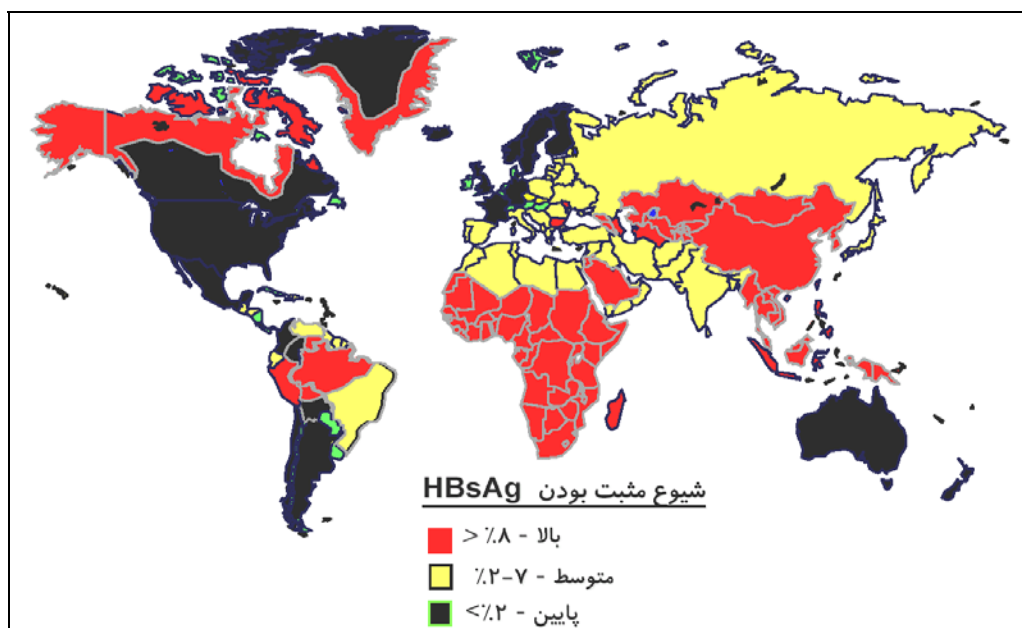 شیوع مثبت بودن HBsAg
بالا - ۸٪ <
متوسط - ۷-۲٪
پایین - ۲٪>